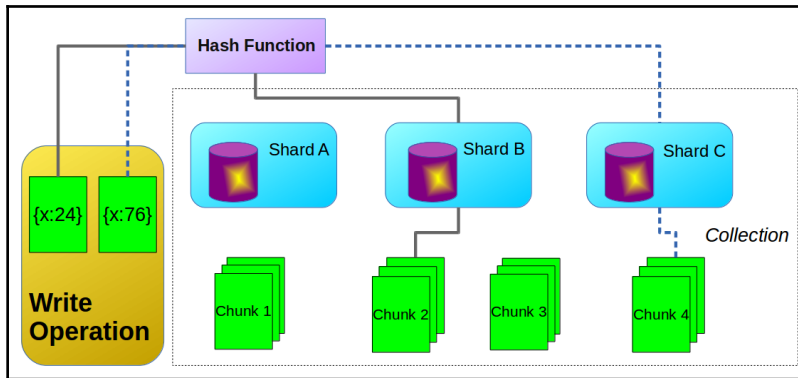 Hash Function
Shard A
Shard B
Shard C
{x:24}
{x:76}
Collection
Write
Operation
Chunk 1
Chunk 2
Chunk 3
Chunk 4